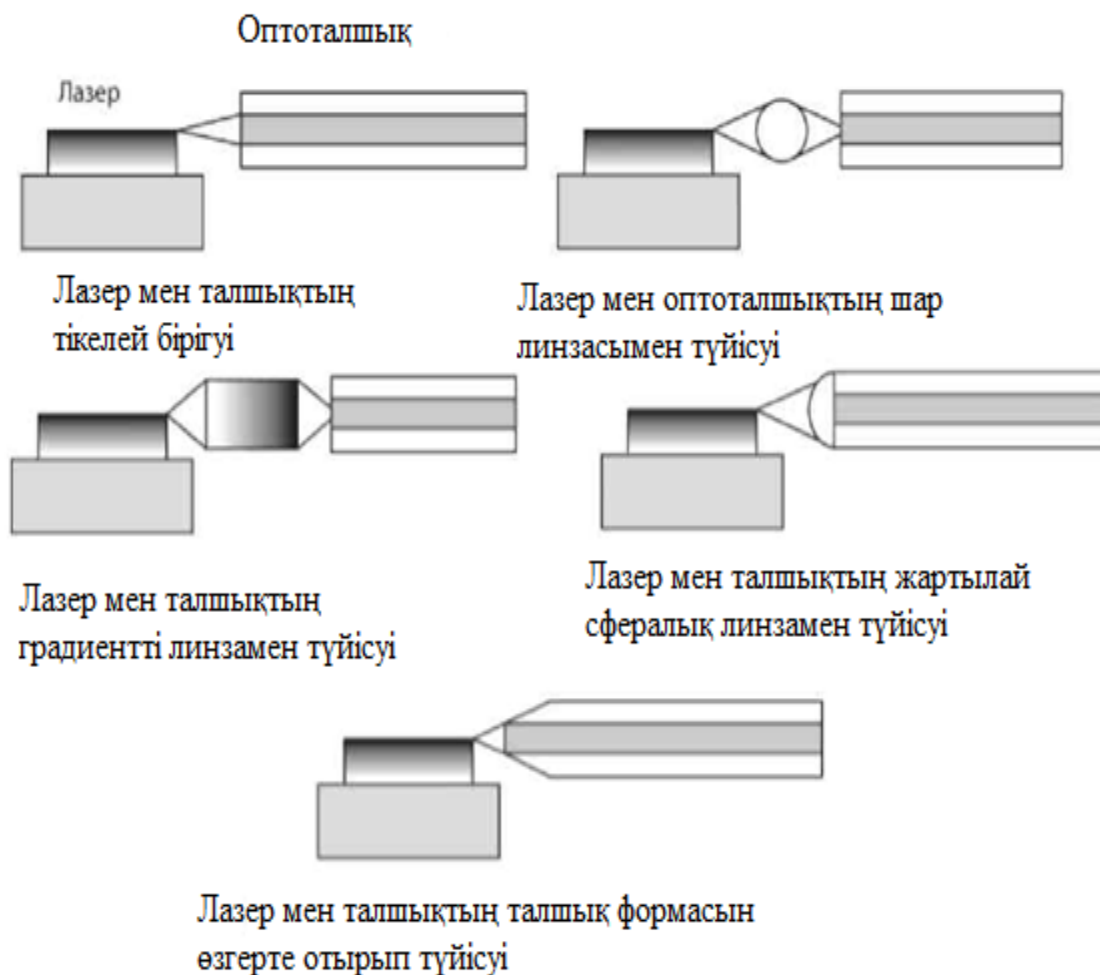 Оптоталшық
Лазер
Лазер мен талшықтың
тікелей бірігуі
Лазер мен оптоталшықтың шар
линзасымен түйісуі
Лазер мен талшықтың
градиентті линзамен түйісуі
Лазер мен талшықтың жартылай
сфералық линзамен түйісуі
Лазер мен талшықтың талшық формасын
өзгерте отырып түйісуі